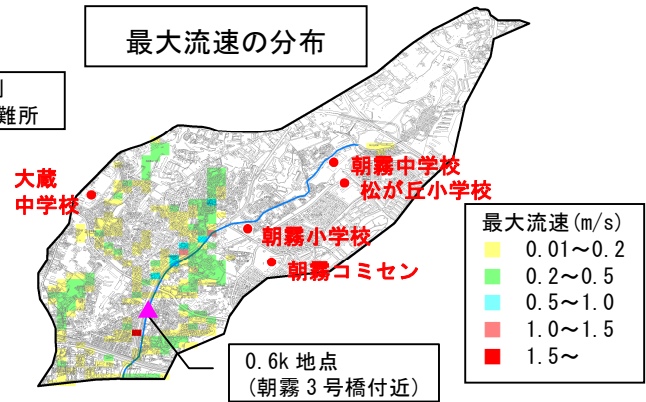 最大流速の分布
難所
大蔵
中学校
朝霧中学校
松が丘小学校
朝霧小学校
朝霧コミセン
最大流速(m/s)
0.01～0.2
0.2～0.5
0.5～1.0
1.0～1.5
1.5～
0.6k 地点
(朝霧３号橋付近)